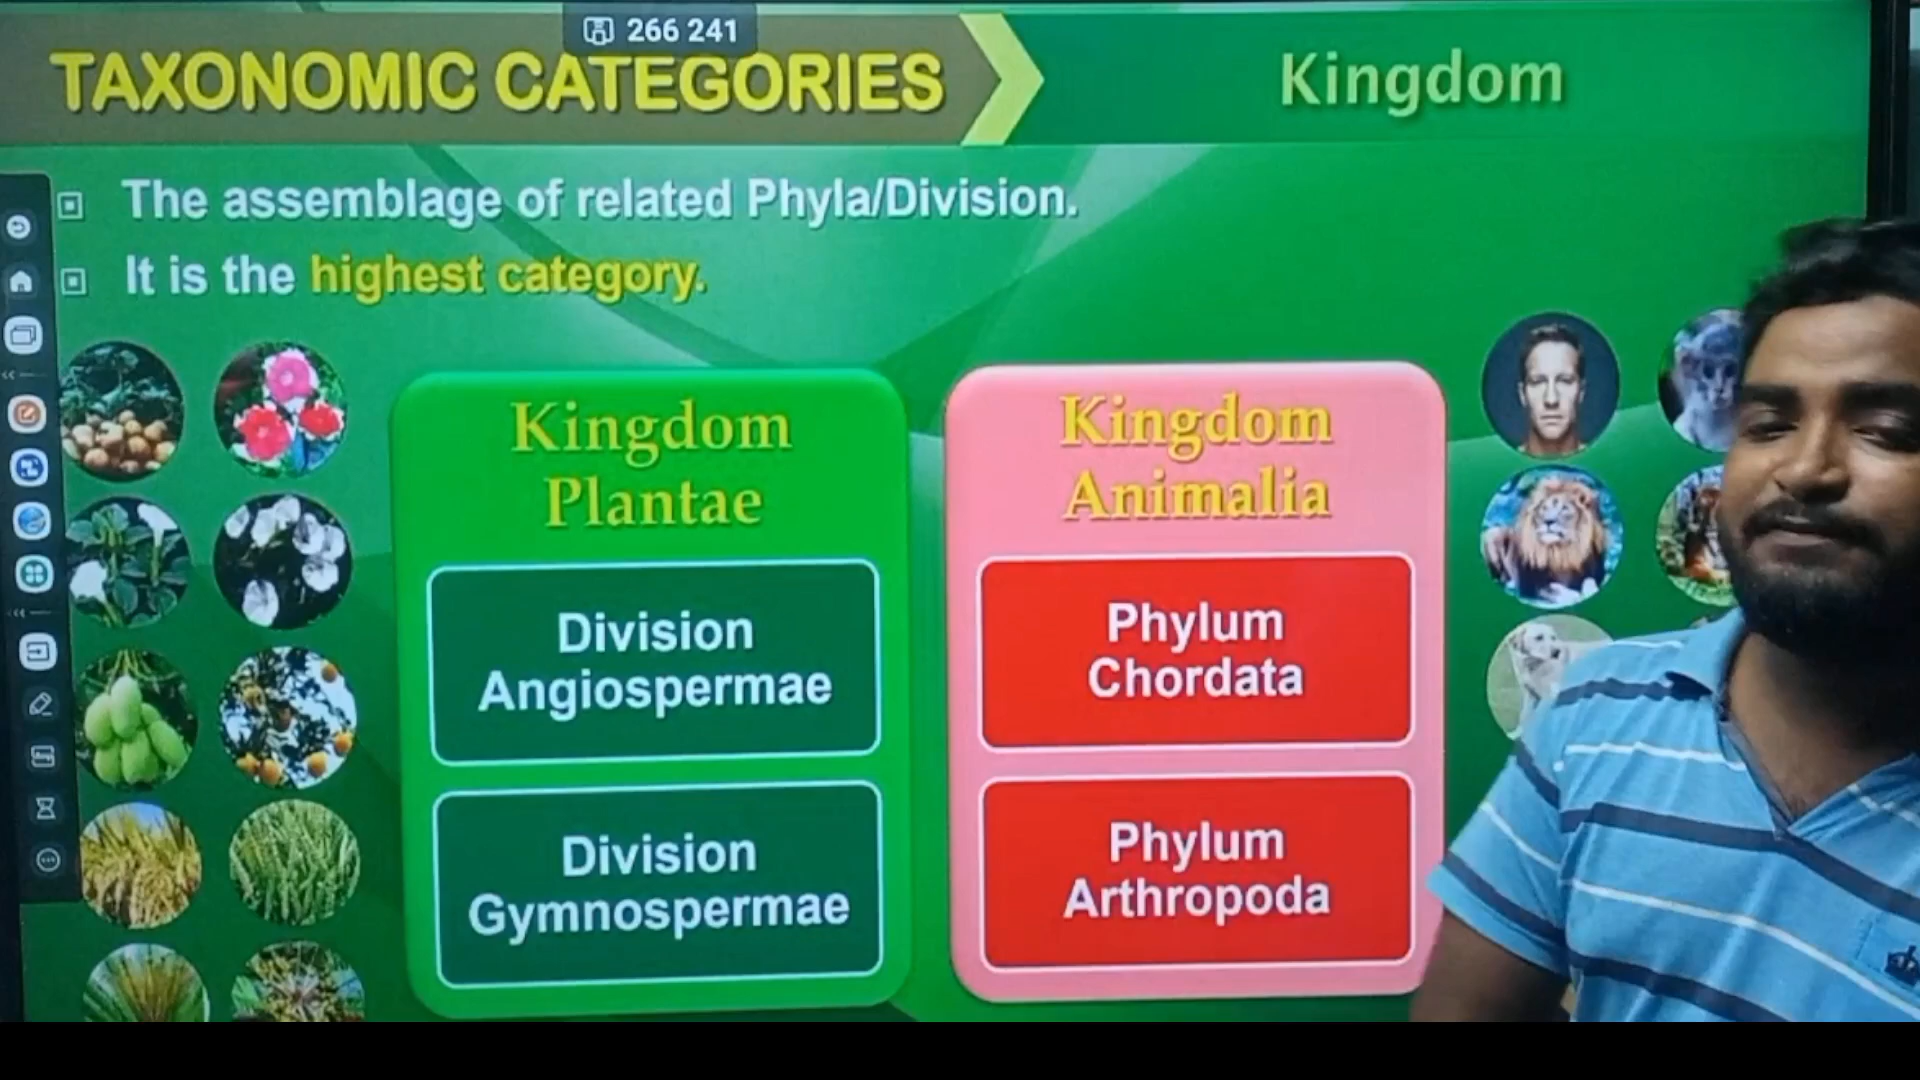 266 241
TAXONOMIC CATEGORIES
Kingdom
The assemblage of related Phyla/Division.
It is the highest category.
Kingdom
Plantae
Division
Angiospermae
Division
Gymnospermae
Kingdom
Animalia
Phylum
Chordata
Phylum
Arthropoda